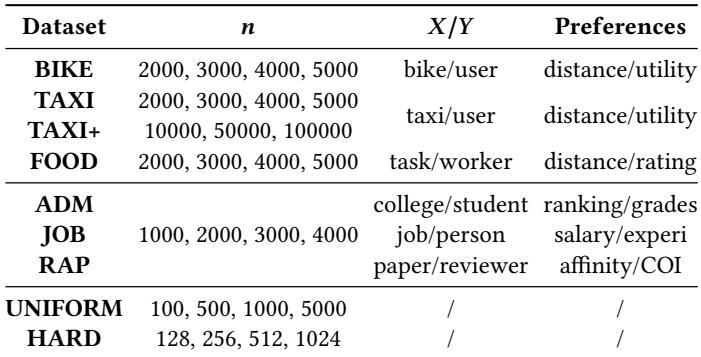 Dataset n X/Y Preferences
BIKE 2000, 3000, 4000, 5000 bike/user distance/utility
TAXI 2000, 3000, 4000, 5000
taxi/user distance/utility
TAXI+ 10000, 50000, 100000
FOOD 2000, 3000, 4000, 5000 task/worker distance/rating
ADM college/student ranking/grades
JOB 1000, 2000, 3000, 4000 job/person salary/experi
RAP paper/reviewer affinity/COI
UNIFORM 100, 500, 1000, 5000 / /
HARD 128, 256, 512, 1024 / /